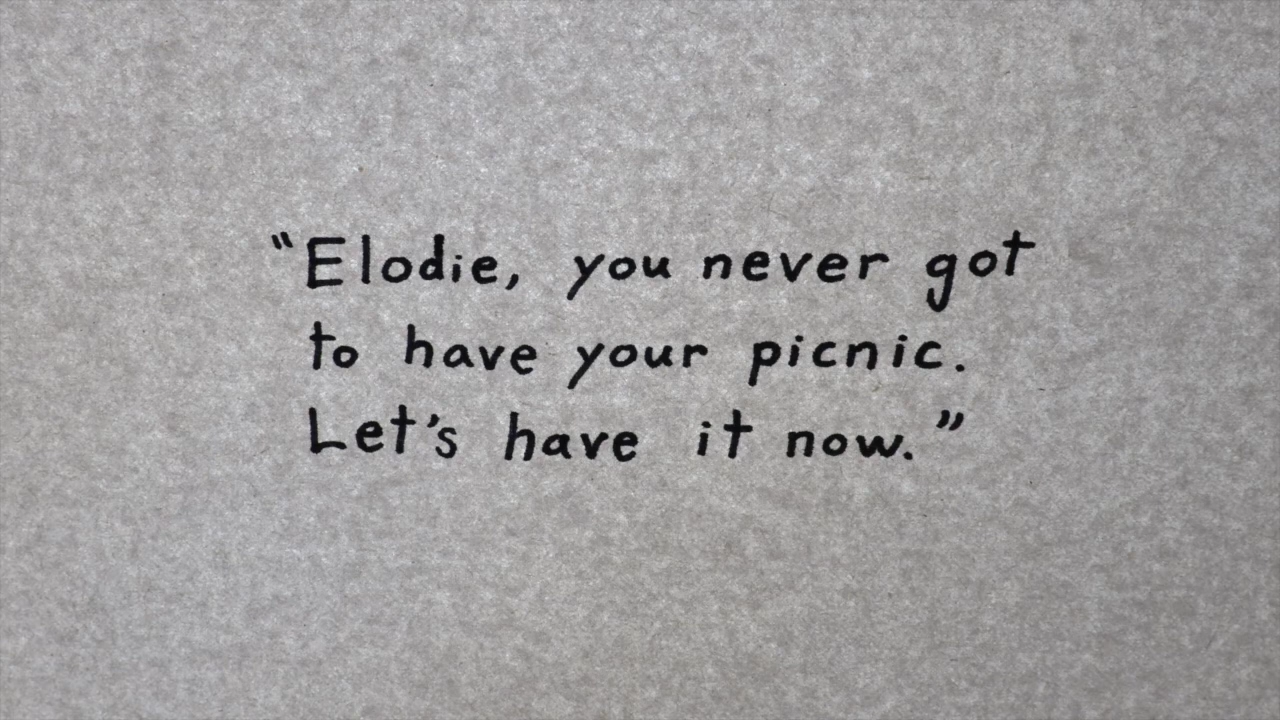 “Elodie, you never got
to have your picnic.
Let’s have it now.”